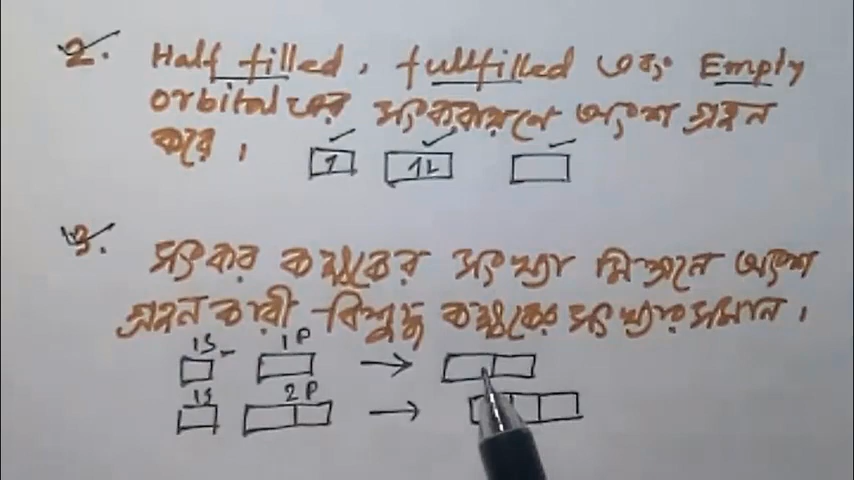 ২. Half filled, fullfilled এবং Empty
orbital এর সংকরায়ণে অংশ গ্রহন
করে।
1 1L
৩. সংকর কক্ষকের সংখ্যা মিশ্রনে অংশ
গ্রহনকারী বিশুদ্ধ কক্ষকের সংখ্যার সমান।
1S 1P →
1S 2P →